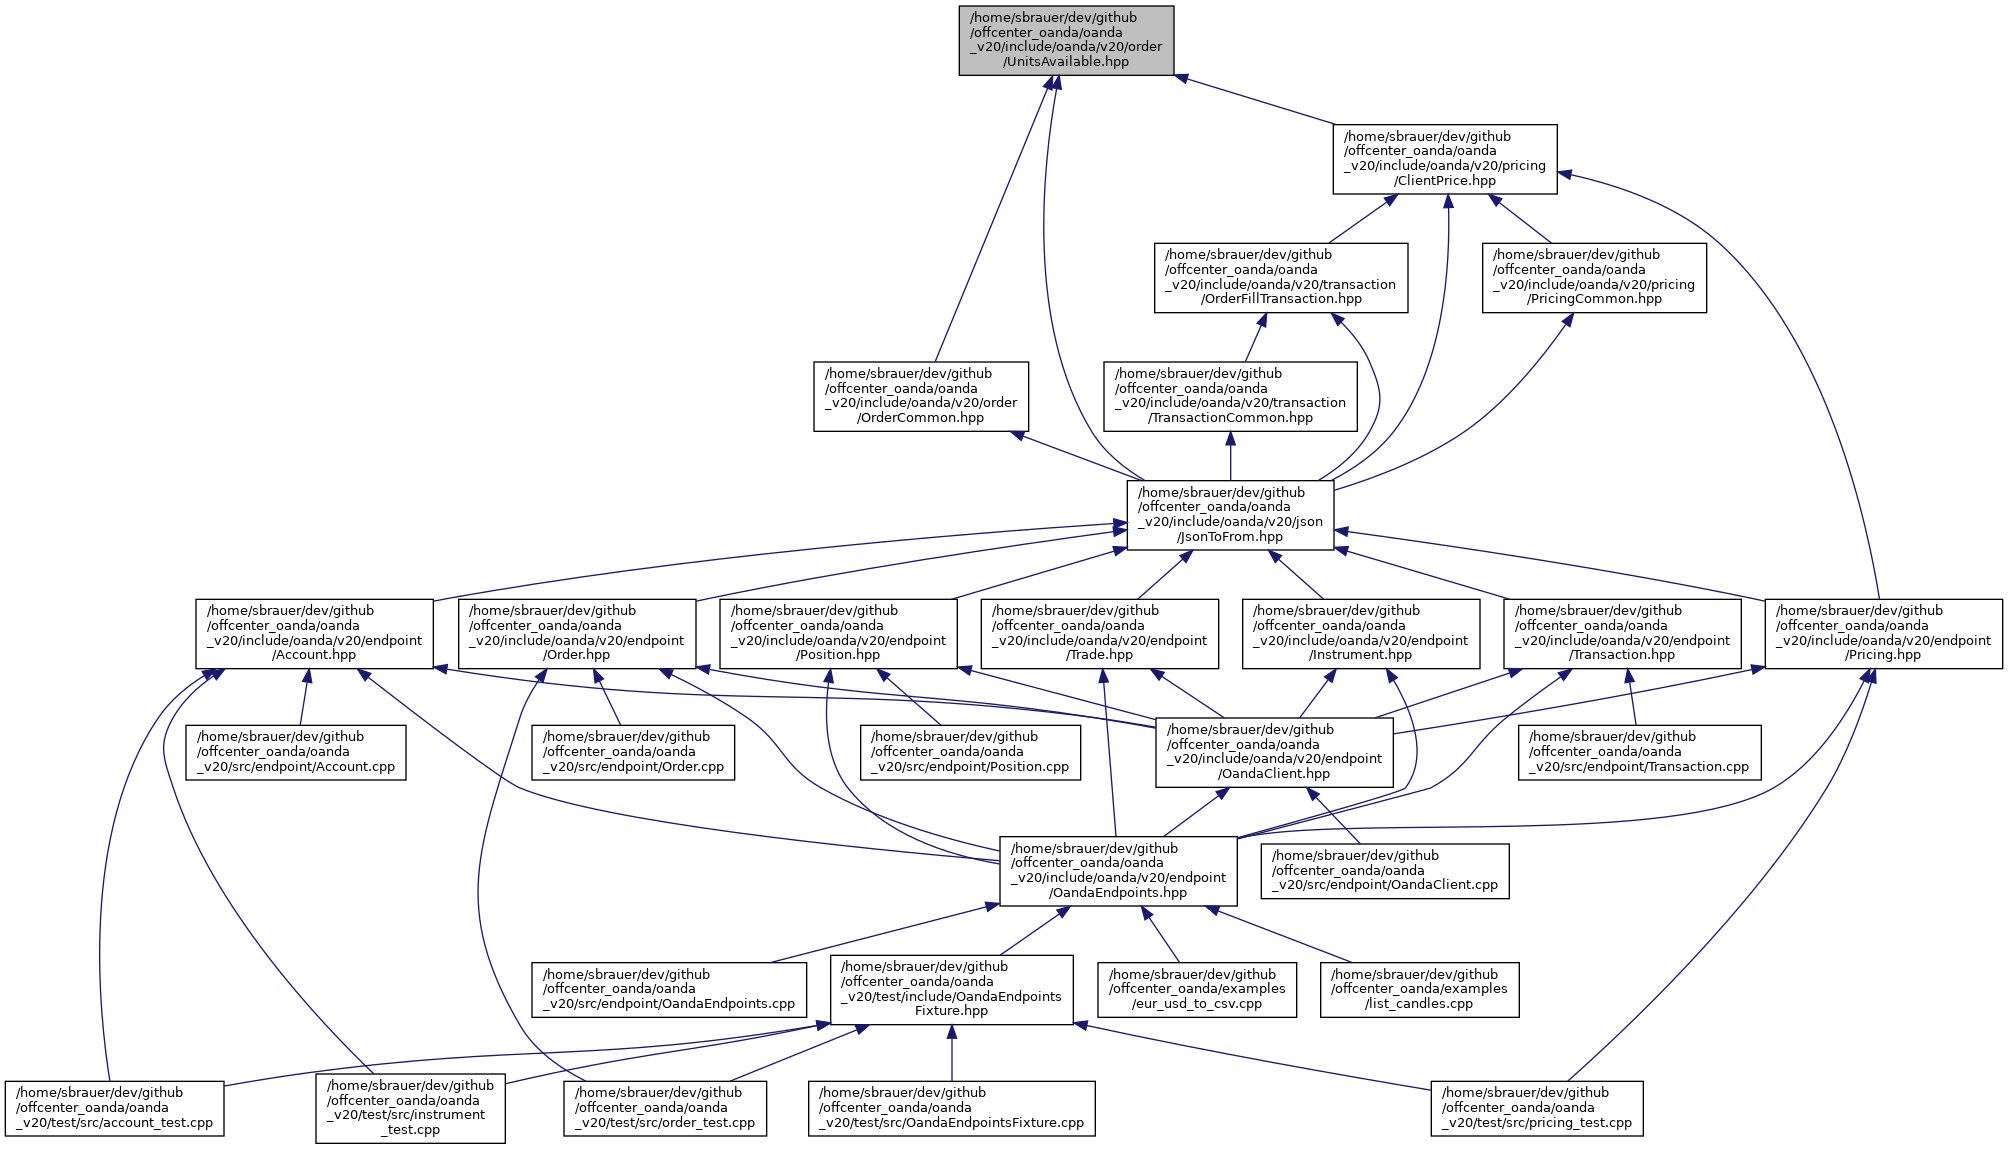 /home/sbrauer/dev/github
/offcenter_oanda/oanda
_v20/include/oanda/v20/order
/UnitsAvailable.hpp
/home/sbrauer/dev/github
/offcenter_oanda/oanda
_v20/include/oanda/v20/pricing
/ClientPrice.hpp
/home/sbrauer/dev/github
/offcenter_oanda/oanda
_v20/include/oanda/v20/transaction
/OrderFillTransaction.hpp
/home/sbrauer/dev/github
/offcenter_oanda/oanda
_v20/include/oanda/v20/pricing
/PricingCommon.hpp
/home/sbrauer/dev/github
/offcenter_oanda/oanda
_v20/include/oanda/v20/order
/OrderCommon.hpp
/home/sbrauer/dev/github
/offcenter_oanda/oanda
_v20/include/oanda/v20/transaction
/TransactionCommon.hpp
/home/sbrauer/dev/github
/offcenter_oanda/oanda
_v20/include/oanda/v20/json
/JsonToFrom.hpp
/home/sbrauer/dev/github
/offcenter_oanda/oanda
_v20/include/oanda/v20/endpoint
/Account.hpp
/home/sbrauer/dev/github
/offcenter_oanda/oanda
_v20/include/oanda/v20/endpoint
/Order.hpp
/home/sbrauer/dev/github
/offcenter_oanda/oanda
_v20/include/oanda/v20/endpoint
/Position.hpp
/home/sbrauer/dev/github
/offcenter_oanda/oanda
_v20/include/oanda/v20/endpoint
/Trade.hpp
/home/sbrauer/dev/github
/offcenter_oanda/oanda
_v20/include/oanda/v20/endpoint
/Instrument.hpp
/home/sbrauer/dev/github
/offcenter_oanda/oanda
_v20/include/oanda/v20/endpoint
/Transaction.hpp
/home/sbrauer/dev/github
/offcenter_oanda/oanda
_v20/include/oanda/v20/endpoint
/Pricing.hpp
/home/sbrauer/dev/github
/offcenter_oanda/oanda
_v20/src/endpoint/Account.cpp
/home/sbrauer/dev/github
/offcenter_oanda/oanda
_v20/src/endpoint/Order.cpp
/home/sbrauer/dev/github
/offcenter_oanda/oanda
_v20/src/endpoint/Position.cpp
/home/sbrauer/dev/github
/offcenter_oanda/oanda
_v20/include/oanda/v20/endpoint
/OandaClient.hpp
/home/sbrauer/dev/github
/offcenter_oanda/oanda
_v20/src/endpoint/Transaction.cpp
/home/sbrauer/dev/github
/offcenter_oanda/oanda
_v20/include/oanda/v20/endpoint
/OandaEndpoints.hpp
/home/sbrauer/dev/github
/offcenter_oanda/oanda
_v20/src/endpoint/OandaClient.cpp
/home/sbrauer/dev/github
/offcenter_oanda/oanda
_v20/src/endpoint/OandaEndpoints.cpp
/home/sbrauer/dev/github
/offcenter_oanda/oanda
_v20/test/include/OandaEndpoints
Fixture.hpp
/home/sbrauer/dev/github
/offcenter_oanda/examples
/eur_usd_to_csv.cpp
/home/sbrauer/dev/github
/offcenter_oanda/examples
/list_candles.cpp
/home/sbrauer/dev/github
/offcenter_oanda/oanda
_v20/test/src/account_test.cpp
/home/sbrauer/dev/github
/offcenter_oanda/oanda
_v20/test/src/instrument
_test.cpp
/home/sbrauer/dev/github
/offcenter_oanda/oanda
_v20/test/src/order_test.cpp
/home/sbrauer/dev/github
/offcenter_oanda/oanda
_v20/test/src/OandaEndpointsFixture.cpp
/home/sbrauer/dev/github
/offcenter_oanda/oanda
_v20/test/src/pricing_test.cpp